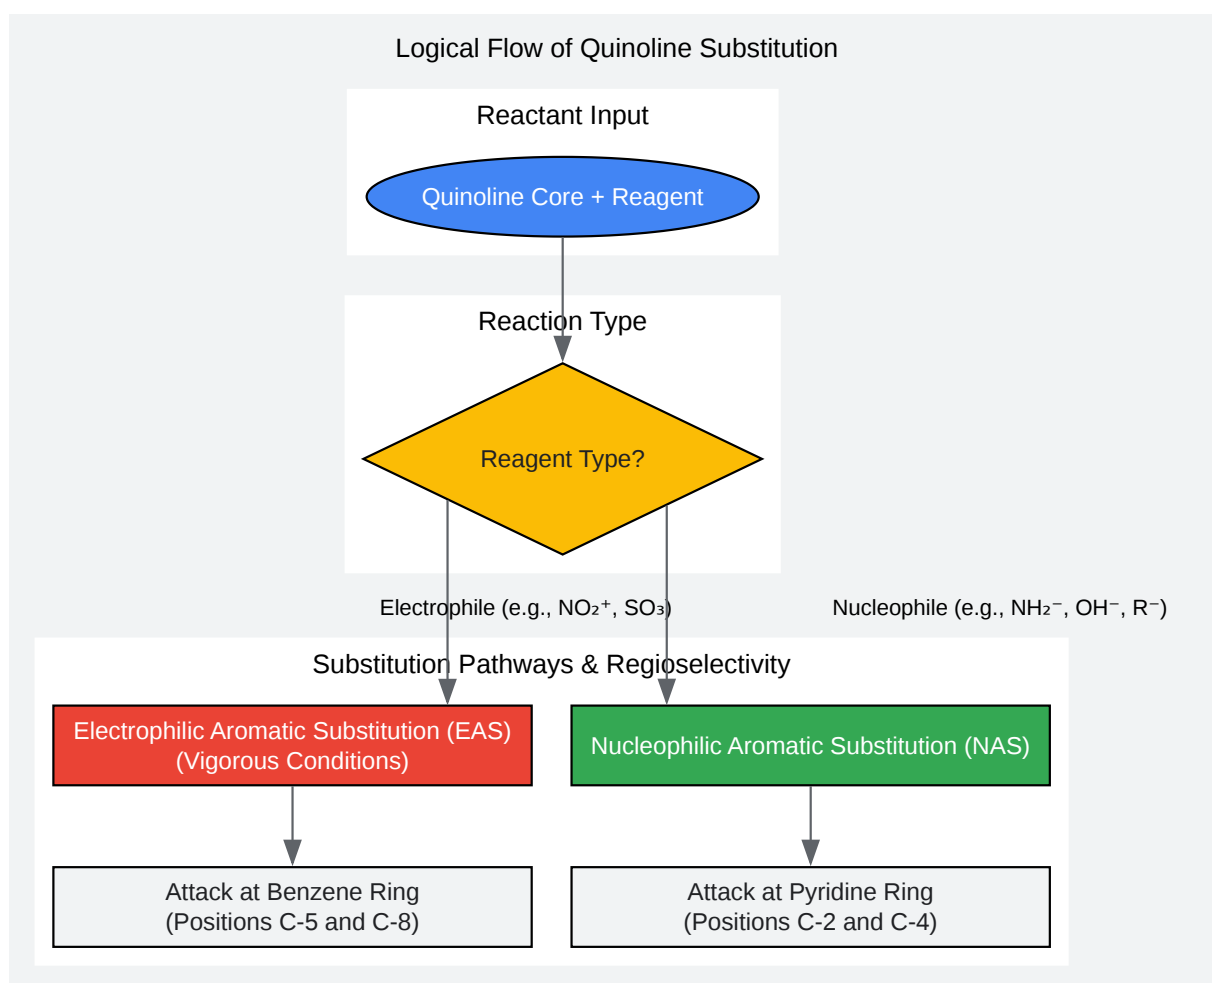 Logical Flow of Quinoline Substitution
Reactant Input
Quinoline Core + Reagent
Reaction Type
Reagent Type?
Electrophile (e.g., NO₂⁺, SO₃)
Nucleophile (e.g., NH₂⁻, OH⁻, R⁻)
Substitution Pathways & Regioselectivity
Electrophilic Aromatic Substitution (EAS)
(Vigorous Conditions)
Nucleophilic Aromatic Substitution (NAS)
Attack at Benzene Ring
(Positions C-5 and C-8)
Attack at Pyridine Ring
(Positions C-2 and C-4)